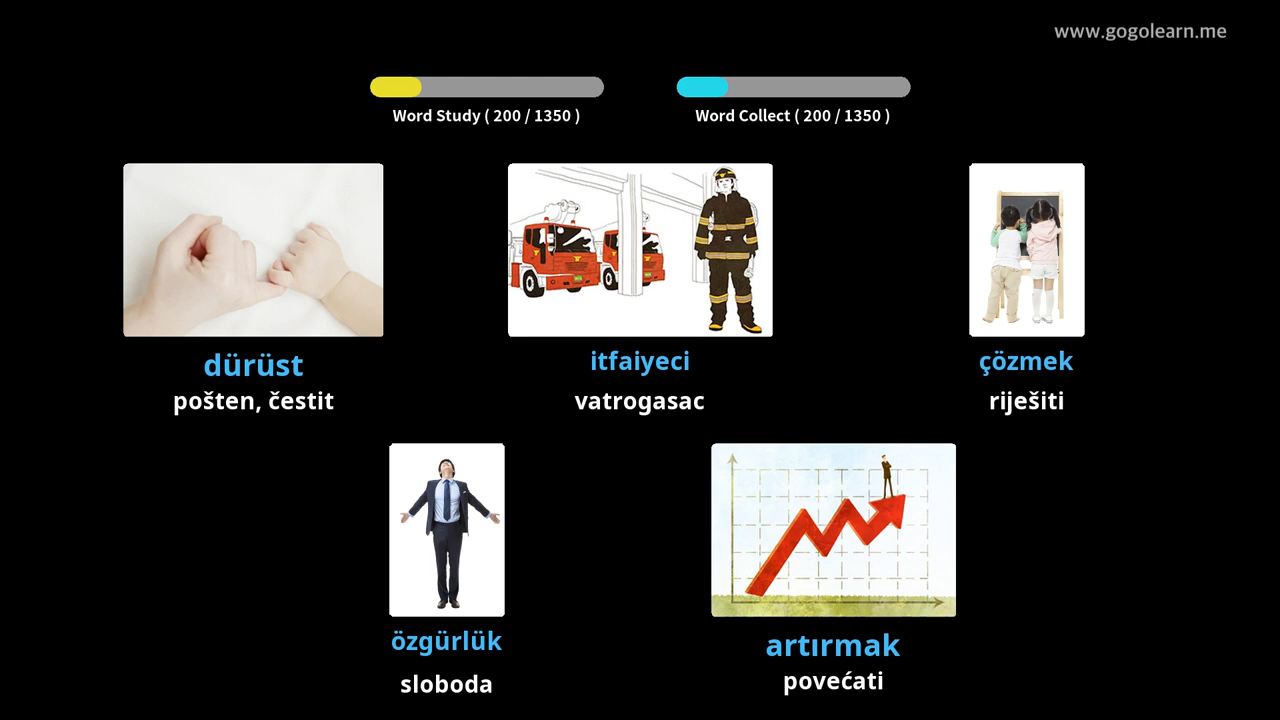 www.gogolearn.me
Word Study ( 200 / 1350 )
Word Collect ( 200 / 1350 )
dürüst
pošten, čestit
itfaiyeci
vatrogasac
çözmek
riješiti
özgürlük
sloboda
artırmak
povećati